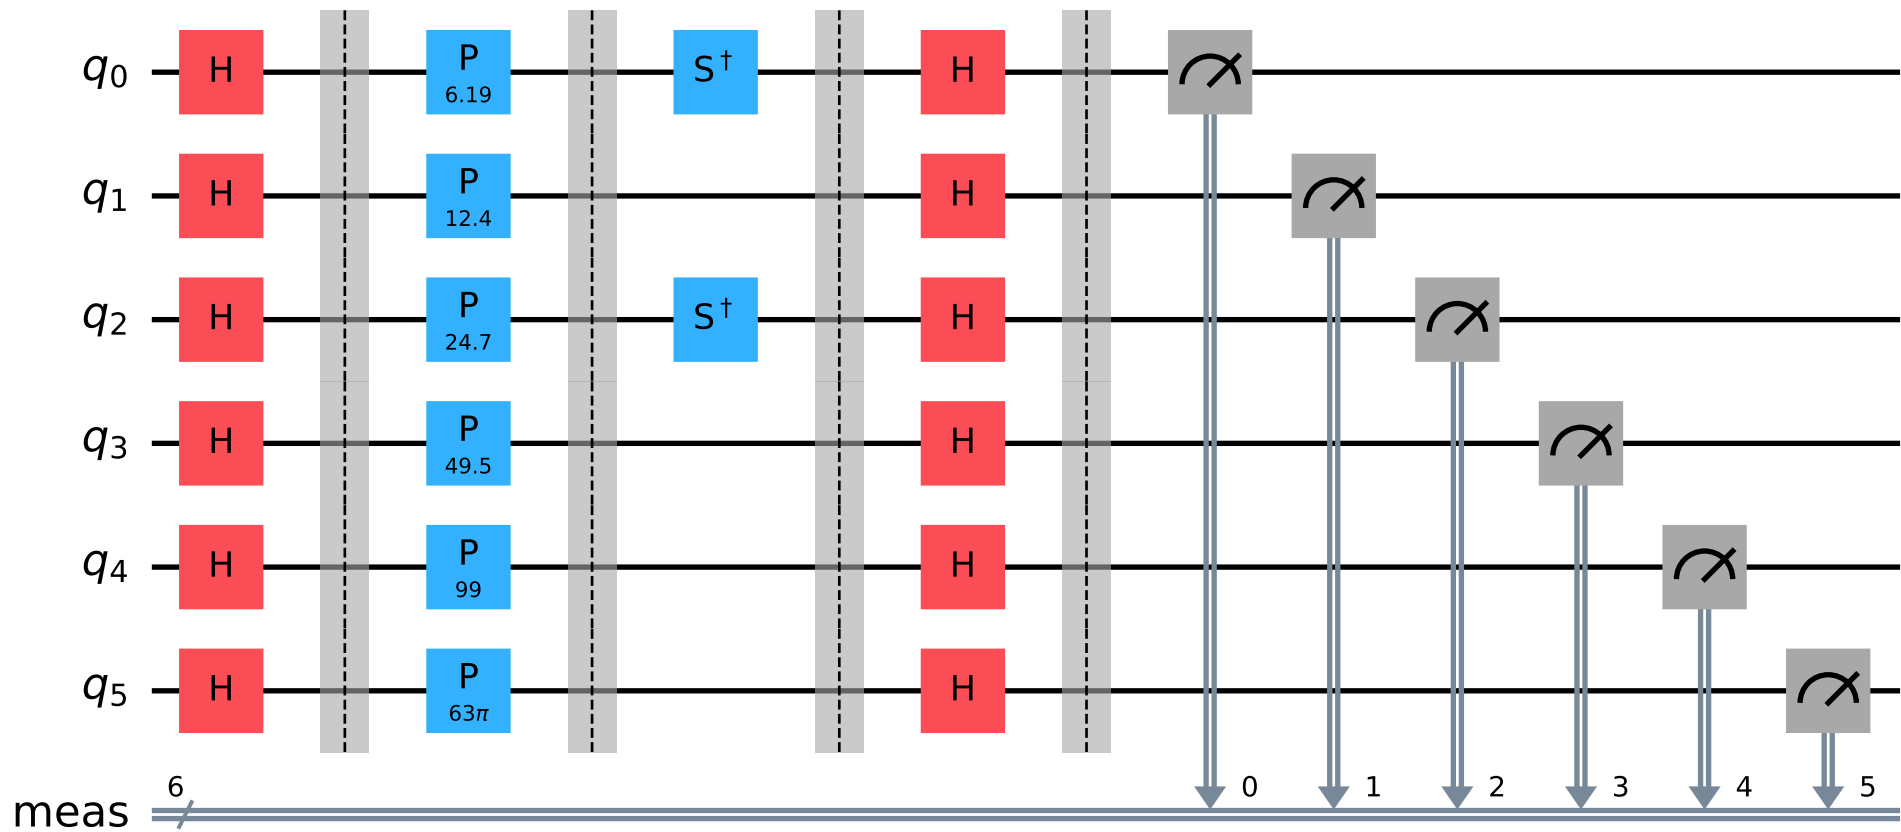 q0 H P 6.19 S† H
q1 H P 12.4 H
q2 H P 24.7 S† H
q3 H P 49.5 H
q4 H P 99 H
q5 H P 63π H
meas 6 0 1 2 3 4 5